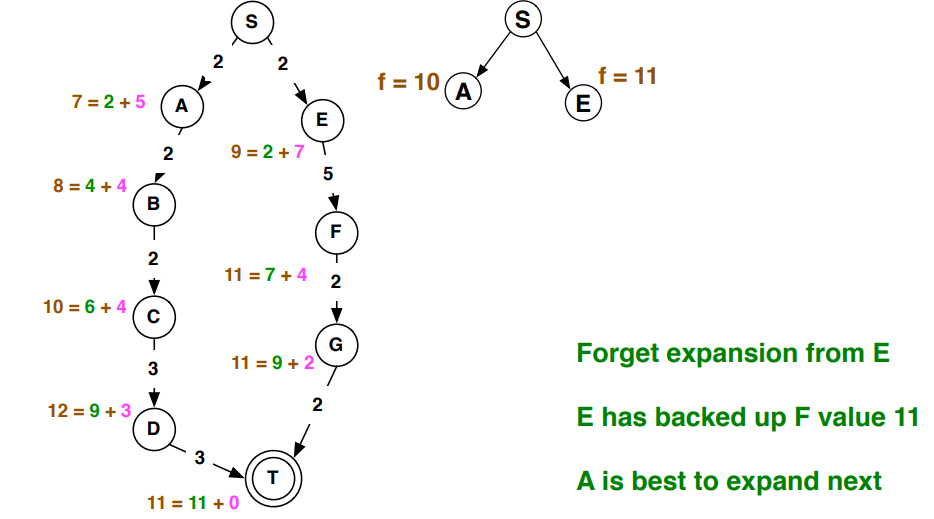 S
S
2
2
f = 10
A
f = 11
E
7 = 2 + 5
A
E
2
9 = 2 + 7
5
8 = 4 + 4
B
F
2
11 = 7 + 4
2
10 = 6 + 4
C
G
3
11 = 9 + 2
Forget expansion from E
12 = 9 + 3
D
2
E has backed up F value 11
3
T
A is best to expand next
11 = 11 + 0